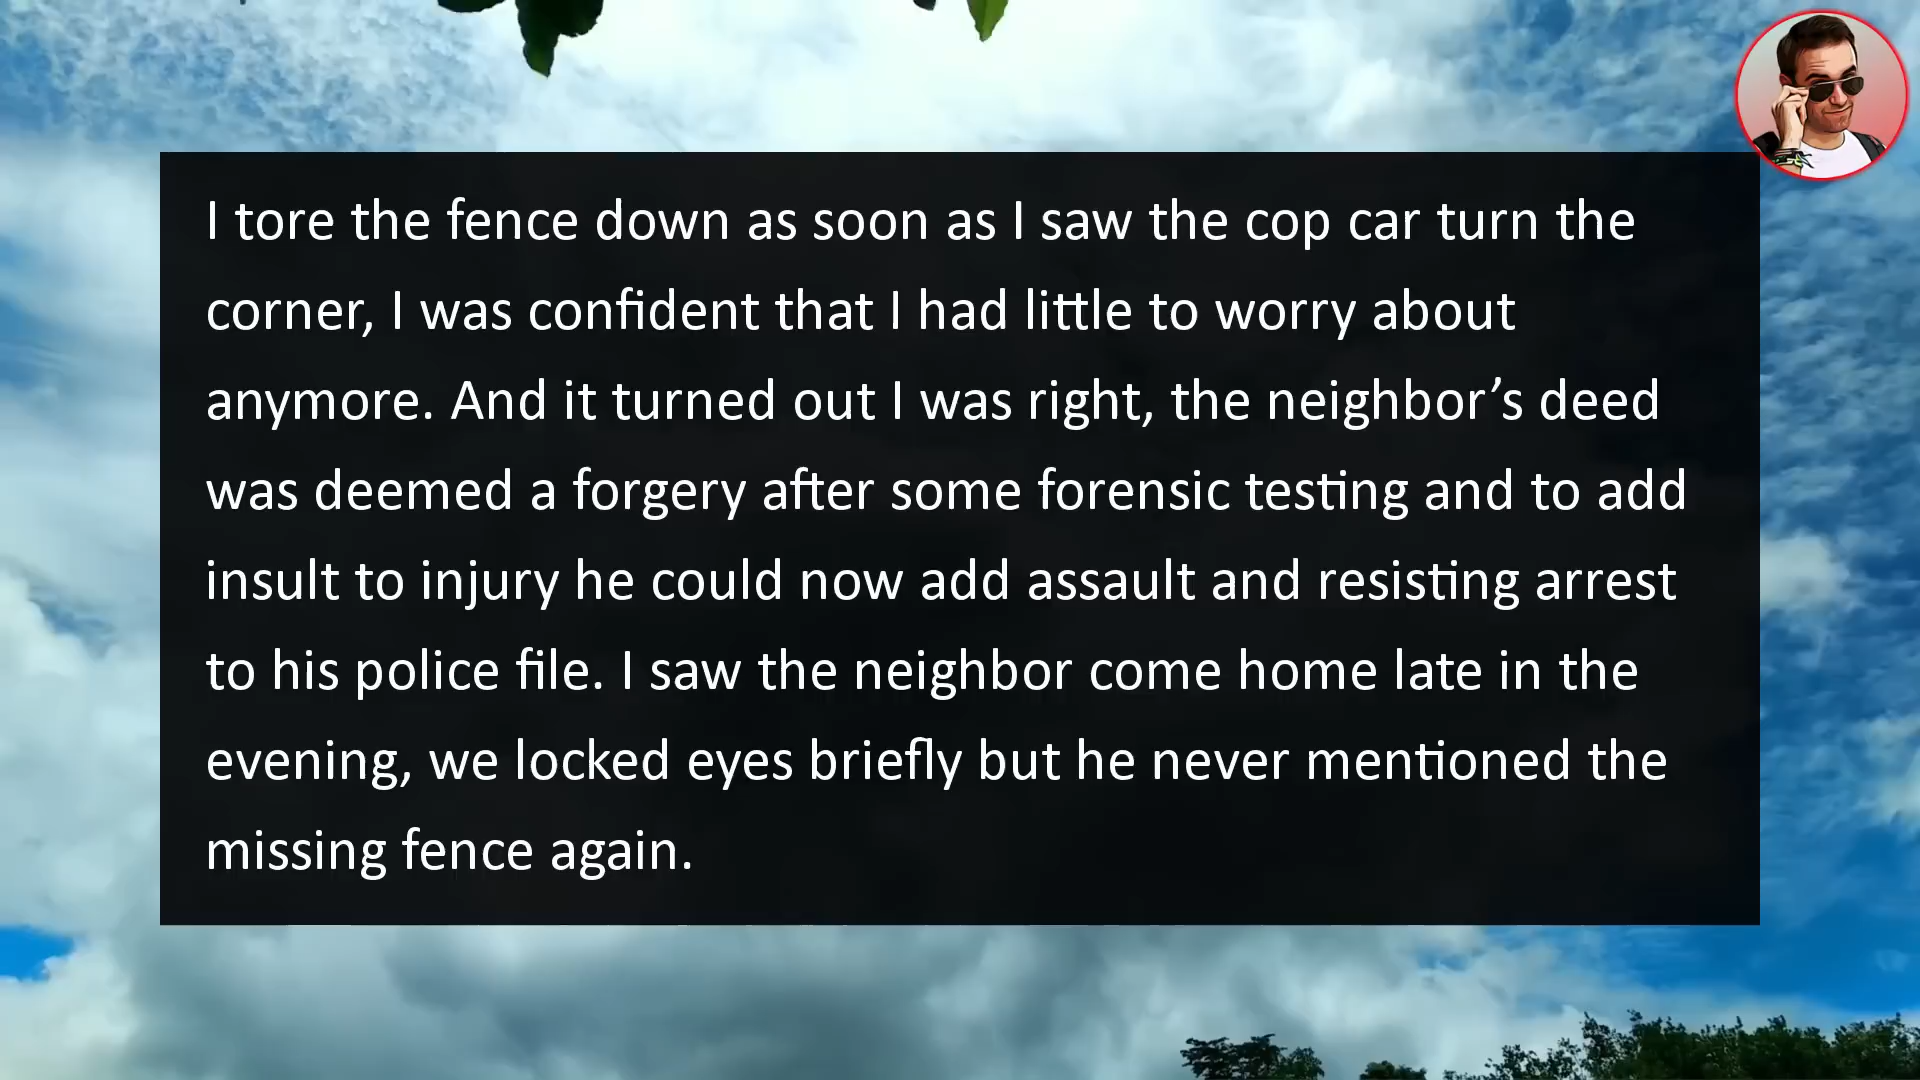 I tore the fence down as soon as I saw the cop car turn the
corner, I was confident that I had little to worry about
anymore. And it turned out I was right, the neighbor’s deed
was deemed a forgery after some forensic testing and to add
insult to injury he could now add assault and resisting arrest
to his police file. I saw the neighbor come home late in the
evening, we locked eyes briefly but he never mentioned the
missing fence again.